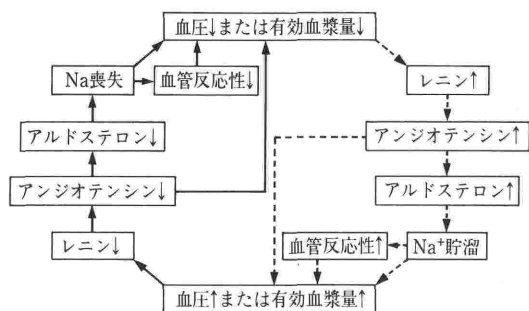 血圧↓または有効血漿量↓
Na喪失
血管反応性↓
レニン↑
アルドステロン↓
アンジオテンシン↑
アンジオテンシン↓
アルドステロン↑
レニン↓
血管反応性↑
Na⁺貯溜
血圧↑または有効血漿量↑